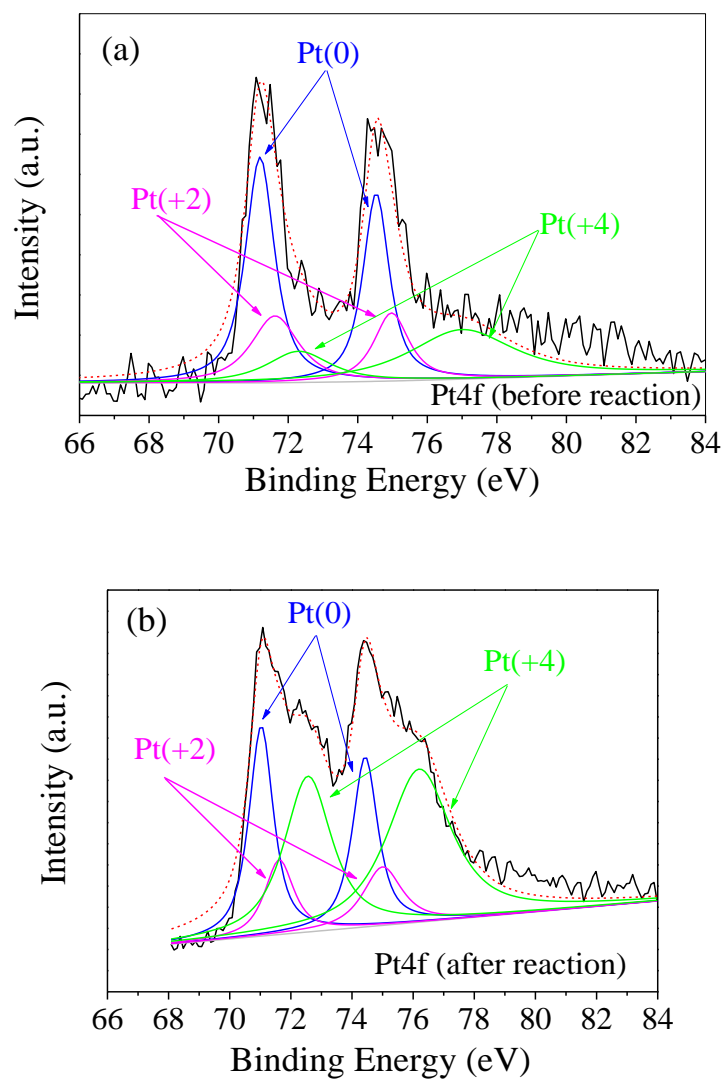 (a)
Pt(0)
Pt(+2)
Pt(+4)
Intensity (a.u.)
Pt4f (before reaction)
66 68 70 72 74 76 78 80 82 84
Binding Energy (eV)
(b)
Pt(0)
Pt(+4)
Pt(+2)
Intensity (a.u.)
Pt4f (after reaction)
66 68 70 72 74 76 78 80 82 84
Binding Energy (eV)